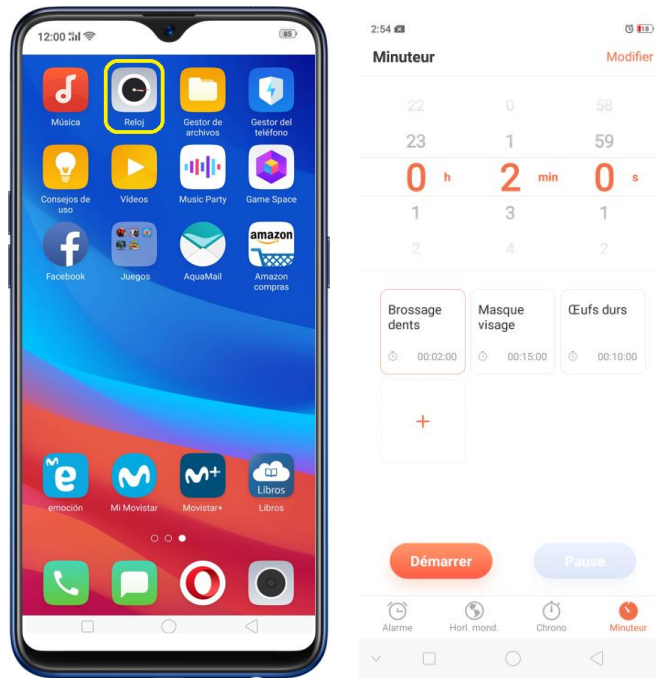 12:00
85
Música
Reloj
Gestor de
archivos
Gestor del
teléfono
Consejos de
uso
Vídeos
Music Party
Game Space
amazon
Facebook
Juegos
AquaMail
Amazon
compras
Libros
emoción
Mi Movistar
Movistar+
Libros
2:54
18
Minuteur
Modifier
22 0 58
23 1 59
0 h 2 min 0 s
1 3 1
2 4 2
Brossage
dents
00:02:00
Masque
visage
00:15:00
Œufs durs
00:10:00
+
Démarrer
Pause
Alarme
Horl. mond.
Chrono
Minuteur